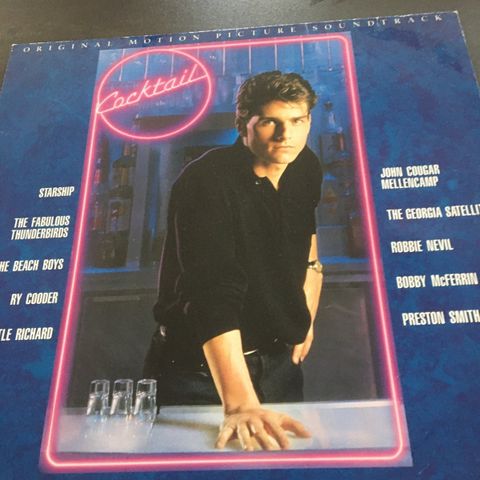 ORIGINAL MOTION PICTURE SOUNDTRACK
Cocktail
STARSHIP
THE FABULOUS
THUNDERBIRDS
HE BEACH BOYS
RY COODER
TLE RICHARD
JOHN COUGAR
MELLENCAMP
THE GEORGIA SATELLIT
ROBBIE NEVIL
BOBBY McFERRIN
PRESTON SMITH